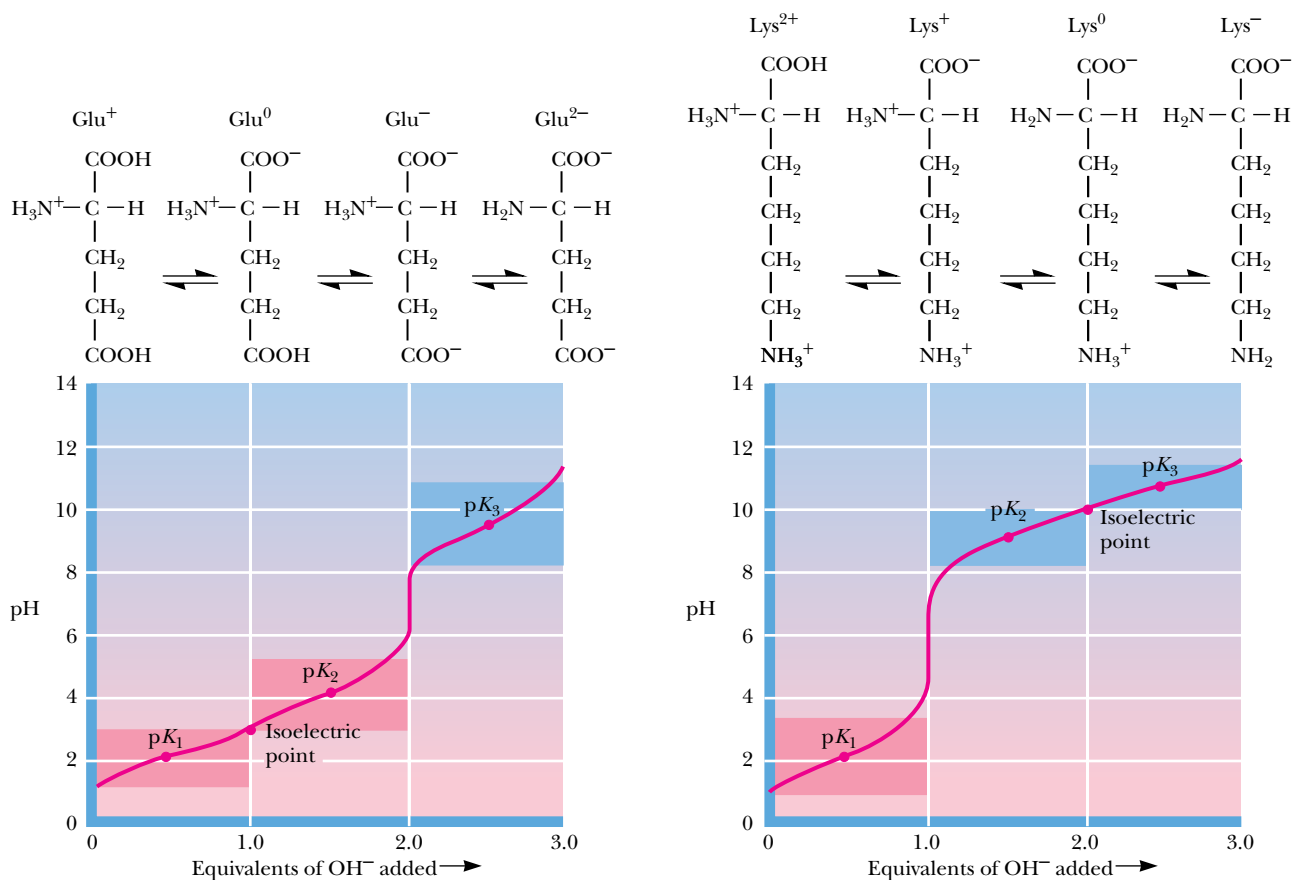 Glu⁺ Glu⁰ Glu⁻ Glu²⁻
COOH COO⁻ COO⁻ COO⁻
H₃N⁺—C—H H₃N⁺—C—H H₃N⁺—C—H H₂N—C—H
CH₂ CH₂ CH₂ CH₂
CH₂ CH₂ CH₂ CH₂
COOH COOH COO⁻ COO⁻
14
12
10
8
pH
6
4
2
0
pK₁
pK₂
pK₃
Isoelectric
point
0 1.0 2.0 3.0
Equivalents of OH⁻ added
Lys²⁺ Lys⁺ Lys⁰ Lys⁻
COOH COO⁻ COO⁻ COO⁻
H₃N⁺—C—H H₃N⁺—C—H H₂N—C—H H₂N—C—H
CH₂ CH₂ CH₂ CH₂
CH₂ CH₂ CH₂ CH₂
CH₂ CH₂ CH₂ CH₂
CH₂ CH₂ CH₂ CH₂
NH₃⁺ NH₃⁺ NH₃⁺ NH₂
14
12
10
8
pH
6
4
2
0
pK₁
pK₂
pK₃
Isoelectric
point
0 1.0 2.0 3.0
Equivalents of OH⁻ added